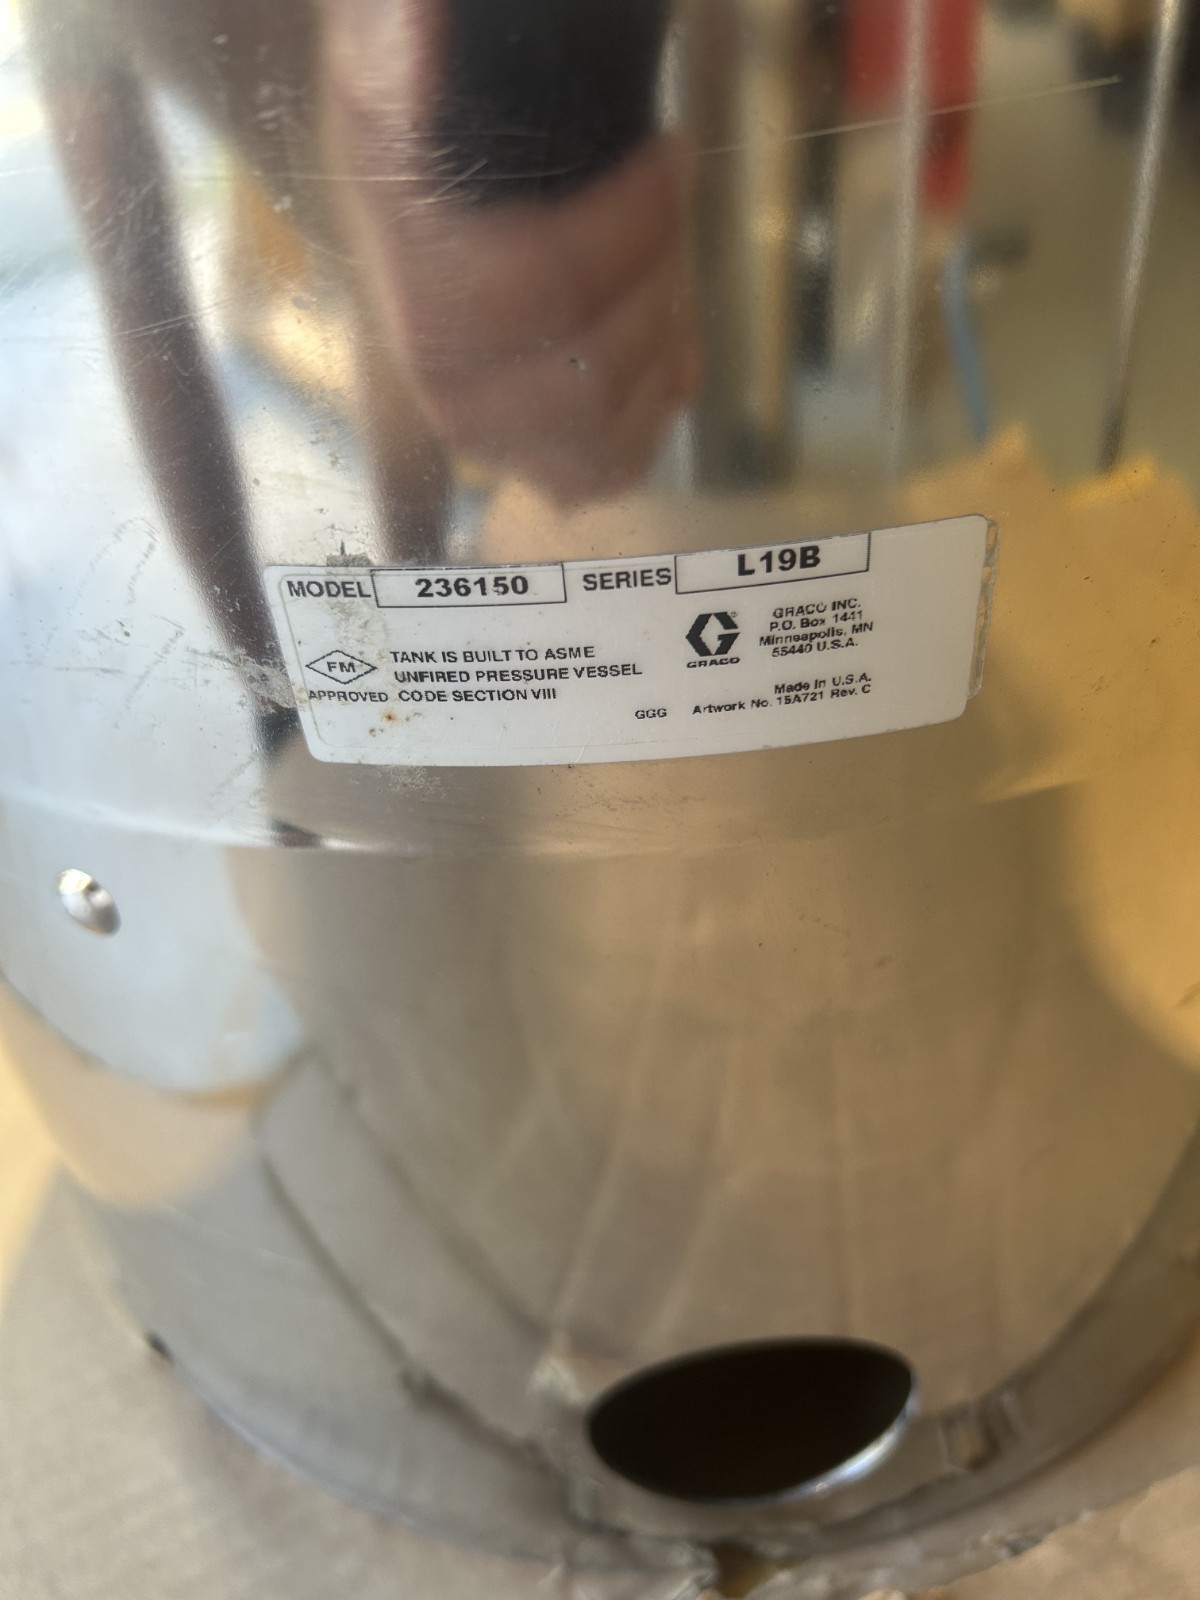 MODEL 236150 SERIES L19B
FM
APPROVED
TANK IS BUILT TO ASME
UNFIRED PRESSURE VESSEL
CODE SECTION VIII
GRACO
GRACO INC.
P.O. Box 1441
Minneapolis, MN
55440 U.S.A.
Made in U.S.A.
GGG Artwork No. 15A721 Rev. C